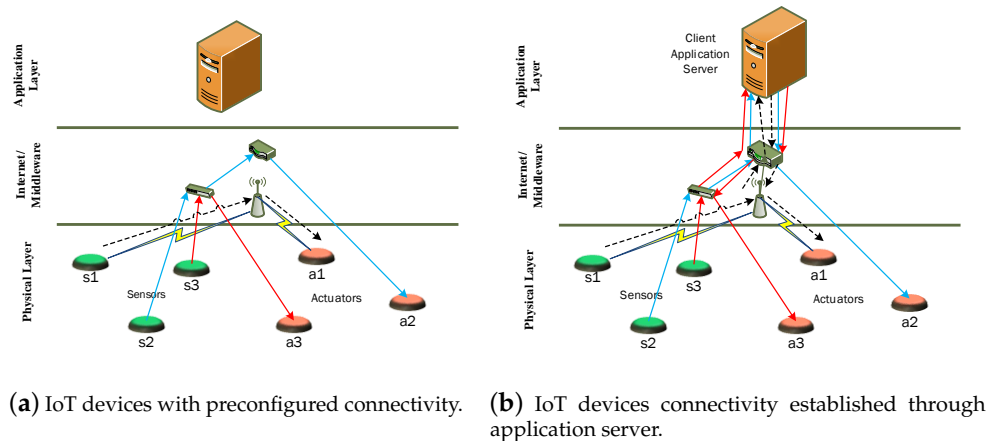 Application
Layer
Internet/
Middleware
Physical Layer
s1
s3
a1
Sensors
Actuators
s2
a3
a2
Client
Application
Server
Application
Layer
Internet/
Middleware
Physical Layer
s1
s3
a1
Sensors
Actuators
s2
a3
a2
(a) IoT devices with preconfigured connectivity.
(b) IoT devices connectivity established through
application server.